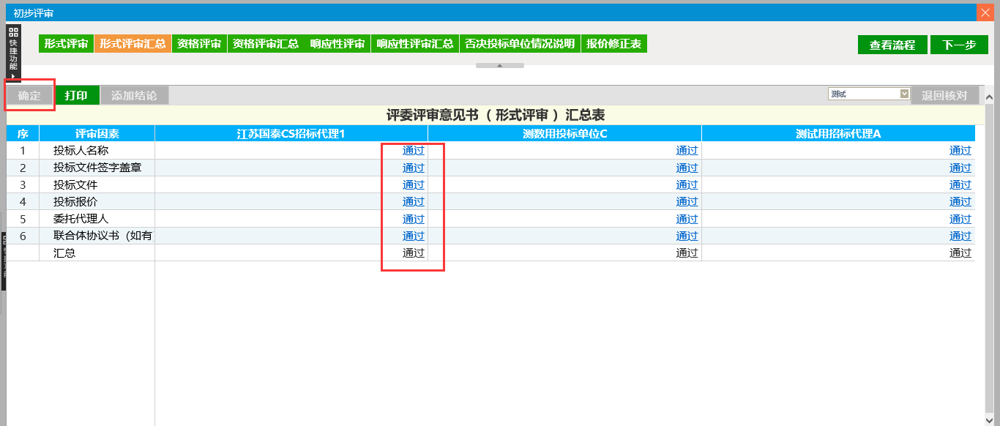 初步评审
快捷功能
形式评审 形式评审汇总 资格评审 资格评审汇总 响应性评审 响应性评审汇总 否决投标单位情况说明 报价修正表
查看流程 下一步
确定 打印 添加结论 测试 退回核对
评委评审意见书（ 形式评审 ）汇总表
序 评审因素 江苏国泰CS招标代理1 测数用投标单位C 测试用招标代理A
1 投标人名称 通过 通过 通过
2 投标文件签字盖章 通过 通过 通过
3 投标文件 通过 通过 通过
4 投标报价 通过 通过 通过
5 委托代理人 通过 通过 通过
6 联合体协议书（如有 通过 通过 通过
汇总 通过 通过 通过